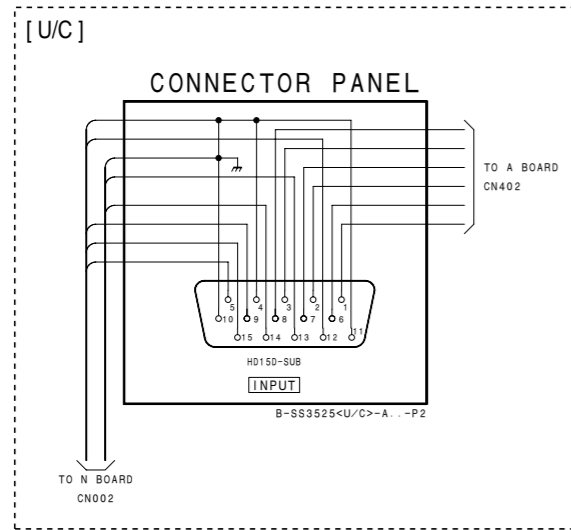 [ U/C ]
CONNECTOR PANEL
TO A BOARD
CN402
5 4 3 2 1
10 9 8 7 6
15 14 13 12 11
HD15D-SUB
INPUT
B-SS3525<U/C>-A..-P2
TO N BOARD
CN002